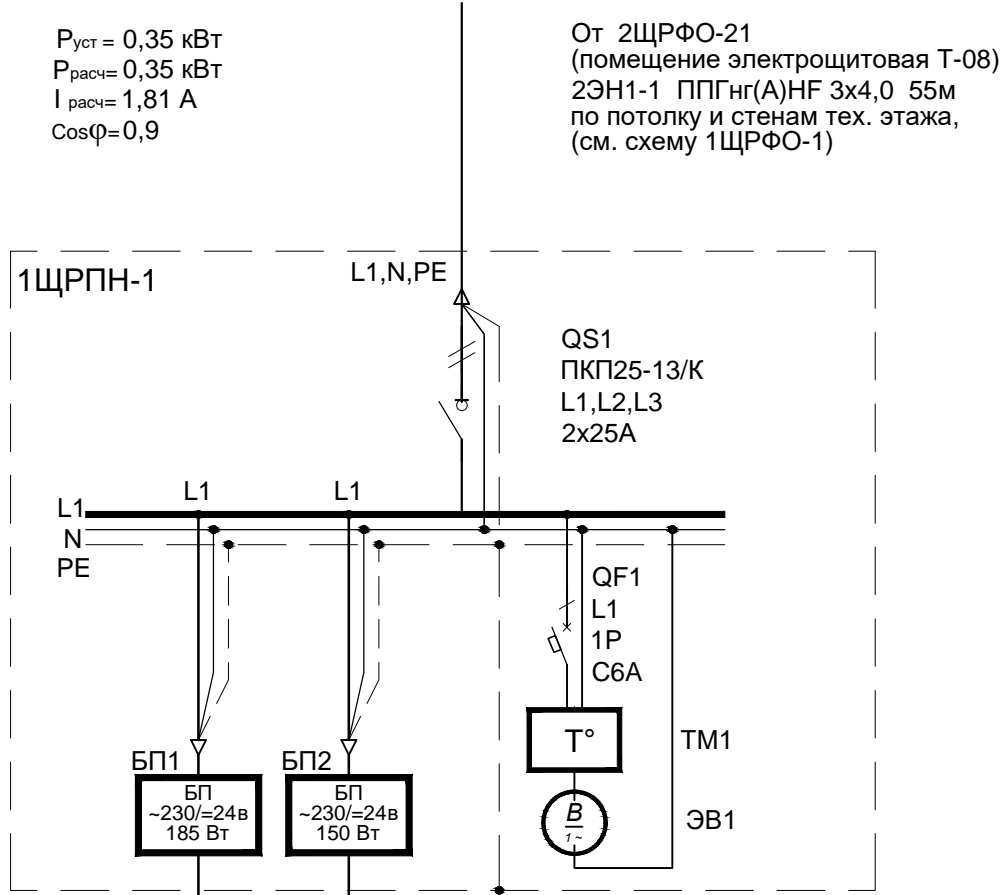 Pуст = 0,35 кВт
Pрасч= 0,35 кВт
I расч= 1,81 А
Cosφ= 0,9
От 2ЩРФО-21
(помещение электрощитовая Т-08)
2ЭН1-1 ППГнг(А)HF 3х4,0 55м
по потолку и стенам тех. этажа,
(см. схему 1ЩРФО-1)
1ЩРПН-1
L1,N,PE
QS1
ПКП25-13/К
L1,L2,L3
2х25А
L1
L1
L1
N
PE
QF1
L1
1P
C6A
БП1
БП
~230/=24в
185 Вт
БП2
БП
~230/=24в
150 Вт
T°
ТМ1
B
1~
ЭВ1